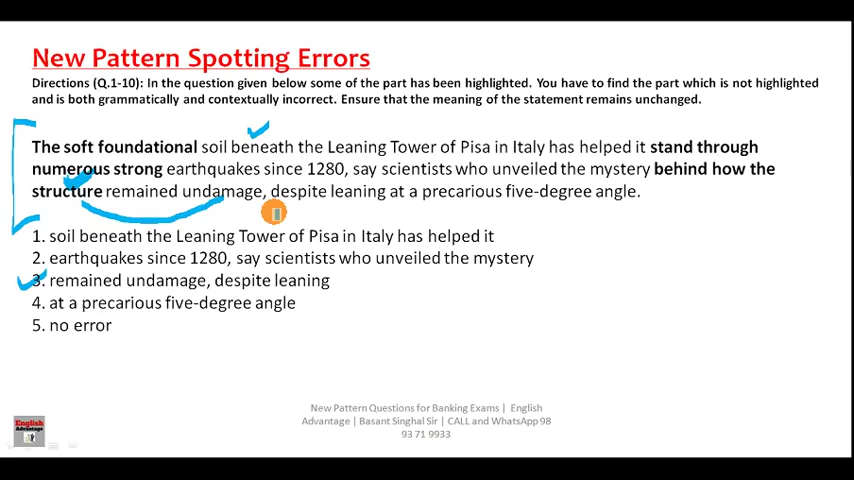 New Pattern Spotting Errors
Directions (Q.1-10): In the question given below some of the part has been highlighted. You have to find the part which is not highlighted
and is both grammatically and contextually incorrect. Ensure that the meaning of the statement remains unchanged.
The soft foundational soil beneath the Leaning Tower of Pisa in Italy has helped it stand through
numerous strong earthquakes since 1280, say scientists who unveiled the mystery behind how the
structure remained undamage, despite leaning at a precarious five-degree angle.
1. soil beneath the Leaning Tower of Pisa in Italy has helped it
2. earthquakes since 1280, say scientists who unveiled the mystery
3. remained undamage, despite leaning
4. at a precarious five-degree angle
5. no error
New Pattern Questions for Banking Exams | English
Advantage | Basant Singhal Sir | CALL and WhatsApp 98
93 71 9933
English
Advantage